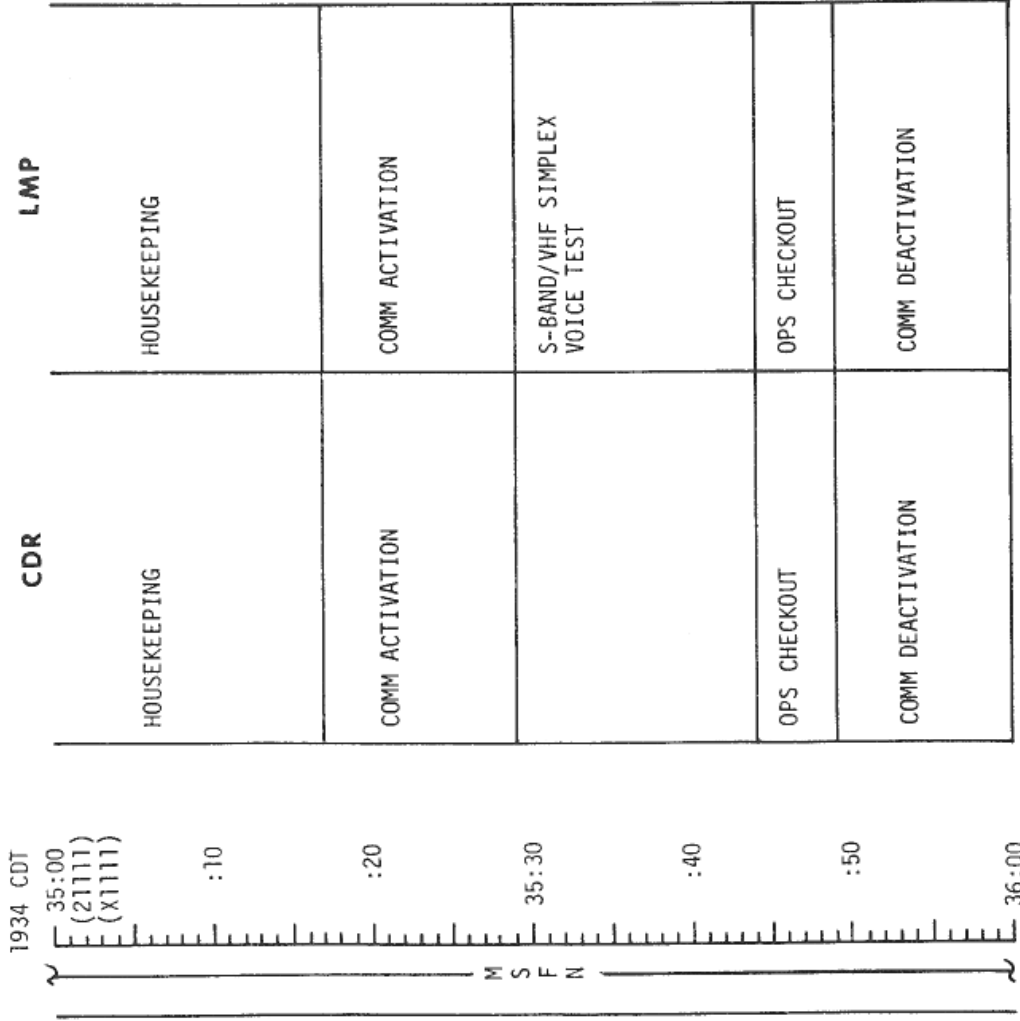 CDR
LMP
1934 CDT
35:00
(21111)
(X1111)
:10
:20
35:30
:40
:50
36:00
M
S
F
N
HOUSEKEEPING
COMM ACTIVATION
OPS CHECKOUT
COMM DEACTIVATION
HOUSEKEEPING
COMM ACTIVATION
S-BAND/VHF SIMPLEX
VOICE TEST
OPS CHECKOUT
COMM DEACTIVATION